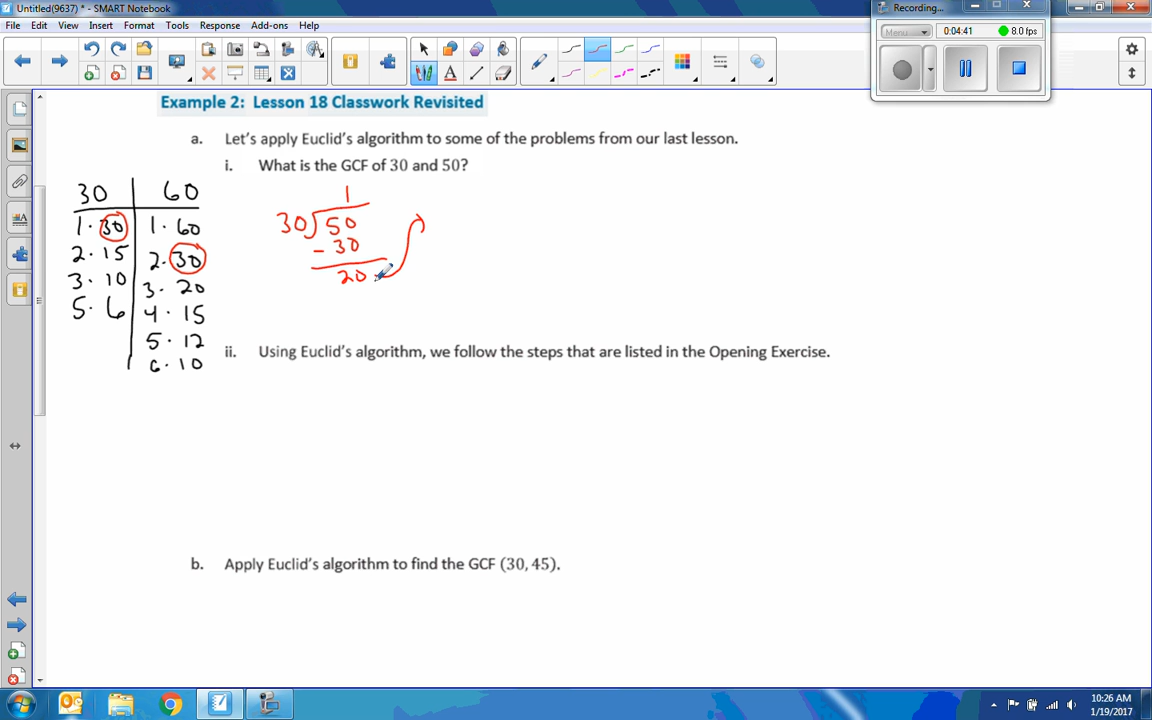 Untitled(9637) * - SMART Notebook
File Edit View Insert Format Tools Response Add-ons Help
Recording...
Menu
0:04:41
8.0 fps
Example 2: Lesson 18 Classwork Revisited
a. Let's apply Euclid's algorithm to some of the problems from our last lesson.
i. What is the GCF of 30 and 50?
30 60
1 · 30 1 · 60
2 · 15 2 · 30
3 · 10 3 · 20
5 · 6 4 · 15
5 · 12
6 · 10
1
30)50
- 30
20
ii. Using Euclid's algorithm, we follow the steps that are listed in the Opening Exercise.
b. Apply Euclid's algorithm to find the GCF (30, 45).
10:26 AM
1/19/2017